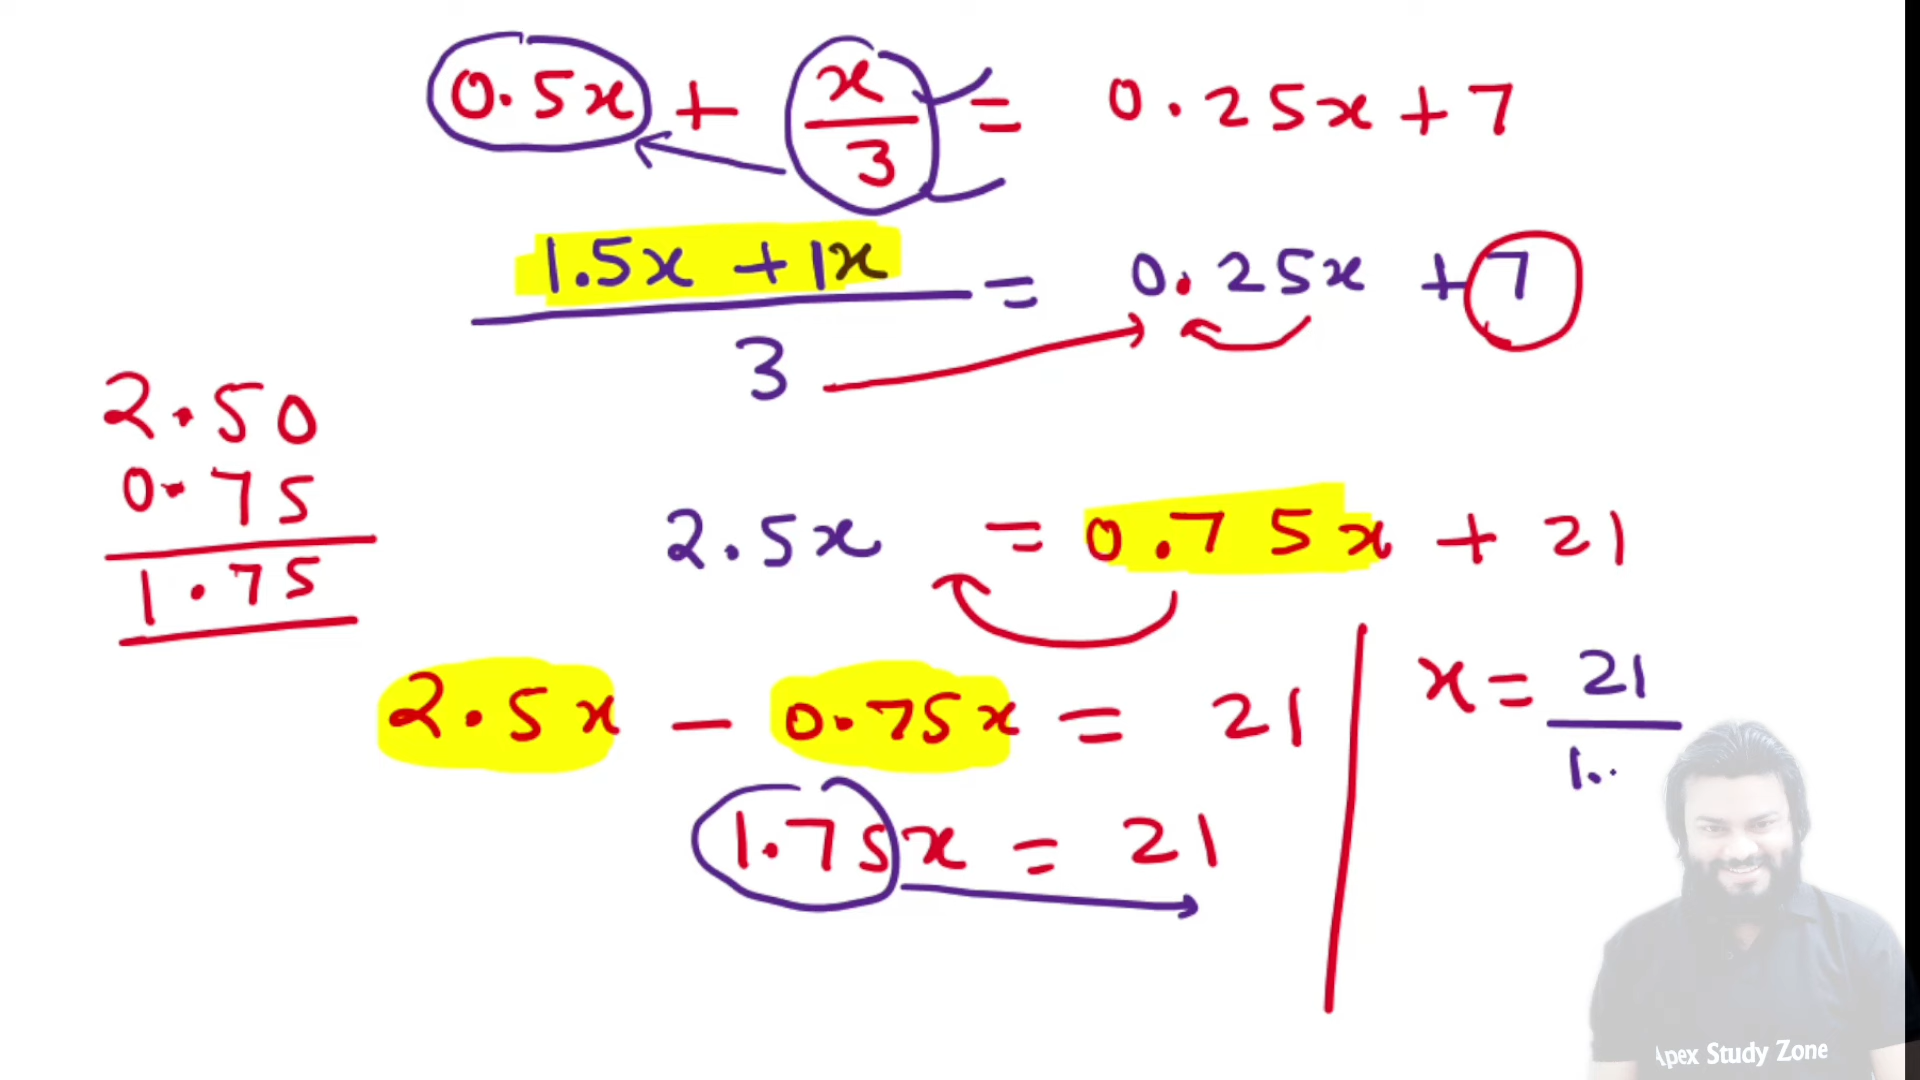 0.5x + x/3 = 0.25x + 7
1.5x + 1x / 3 = 0.25x + 7
2.50
0.75
1.75
2.5x = 0.75x + 21
2.5x - 0.75x = 21
1.75x = 21
x = 21 / 1..
Apex Study Zone